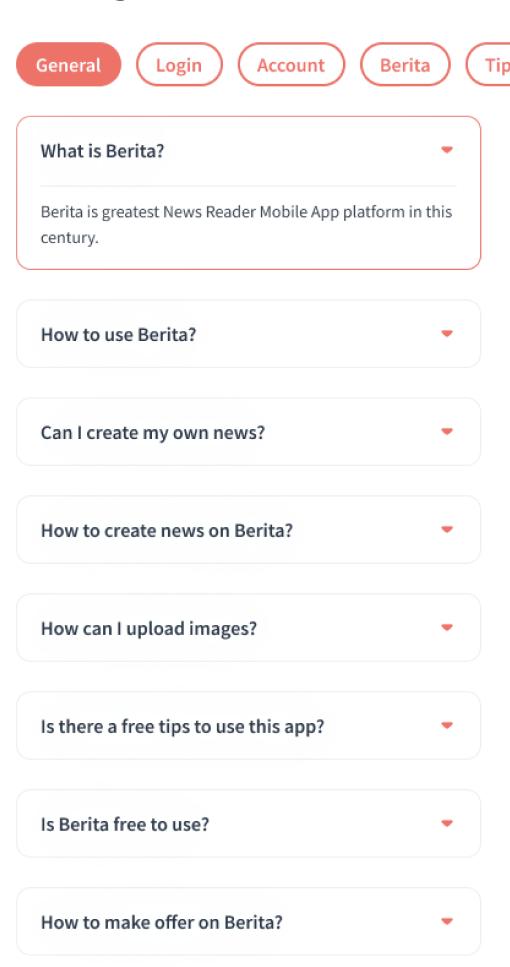 General Login Account Berita Tip
What is Berita?
Berita is greatest News Reader Mobile App platform in this
century.
How to use Berita?
Can I create my own news?
How to create news on Berita?
How can I upload images?
Is there a free tips to use this app?
Is Berita free to use?
How to make offer on Berita?